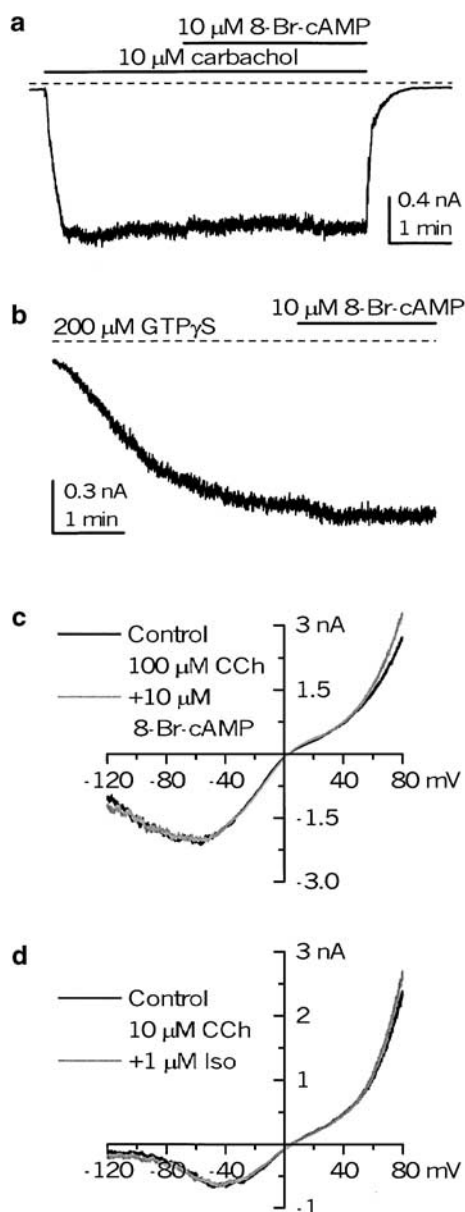 a
10 µM 8-Br-cAMP
10 µM carbachol
0.4 nA
1 min
b
200 µM GTPγS
10 µM 8-Br-cAMP
0.3 nA
1 min
c
Control
100 µM CCh
+10 µM
8-Br-cAMP
3 nA
1.5
-120 -80 -40 40 80 mV
-1.5
-3.0
d
Control
10 µM CCh
+1 µM Iso
3 nA
2
1
-120 -80 -40 40 80 mV
-1